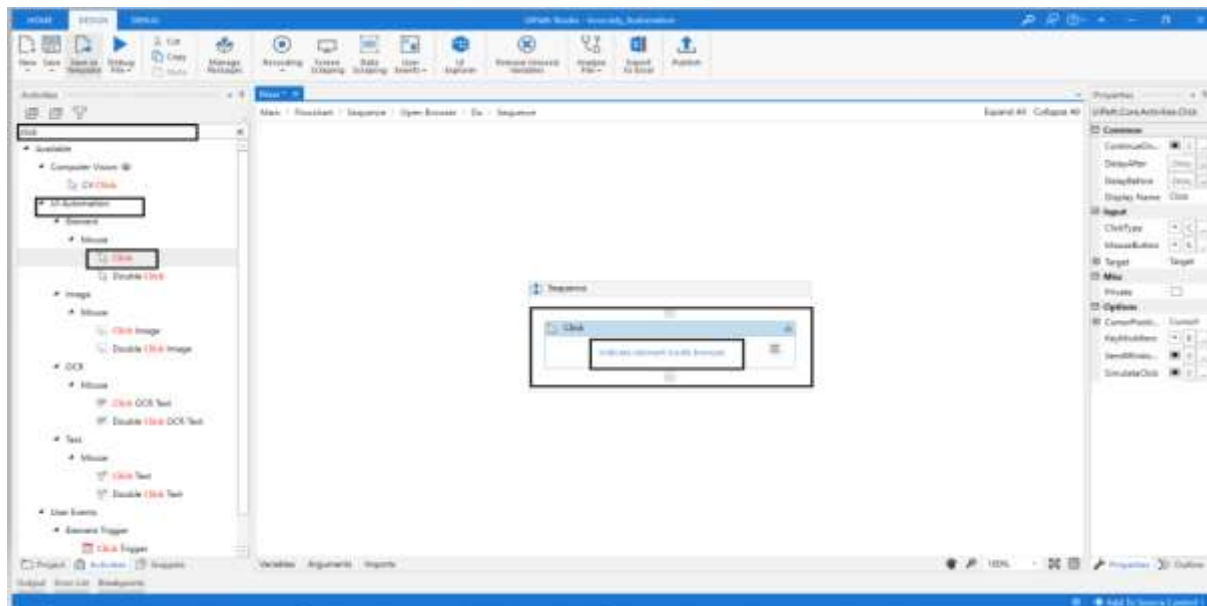 HOME DESIGN DEBUG
UiPath Studio
New Save Save as Template Debug File Cut Copy Manage Packages Recording Screen Scraping Data Scraping User Events UI Explorer Remove Unused Variables Analyze File Export to Excel Publish
Activities
click
Available
Computer Vision
CV Click
UI Automation
Element
Mouse
Click
Double Click
Image
Mouse
Click Image
Double Click Image
OCR
Mouse
Click OCR Text
Double Click OCR Text
Text
Mouse
Click Text
Double Click Text
User Events
Element Trigger
Click Trigger
Project Activities Snippets
Output Error List Breakpoints
Main
Main Flowchart Sequence Open Browser Do Sequence
Expand All Collapse All
Sequence
Click
Indicate element inside browser
Variables Arguments Imports
100%
Properties
UiPath.Core.Activities.Click
Common
ContinueOn...
DelayAfter
DelayBefore
Display Name Click
Input
ClickType
MouseButton
Target Target
Misc
Private
Options
CursorPositi...
KeyModifiers
SendWindo...
SimulateClick
Properties Outline
Add to Source Control